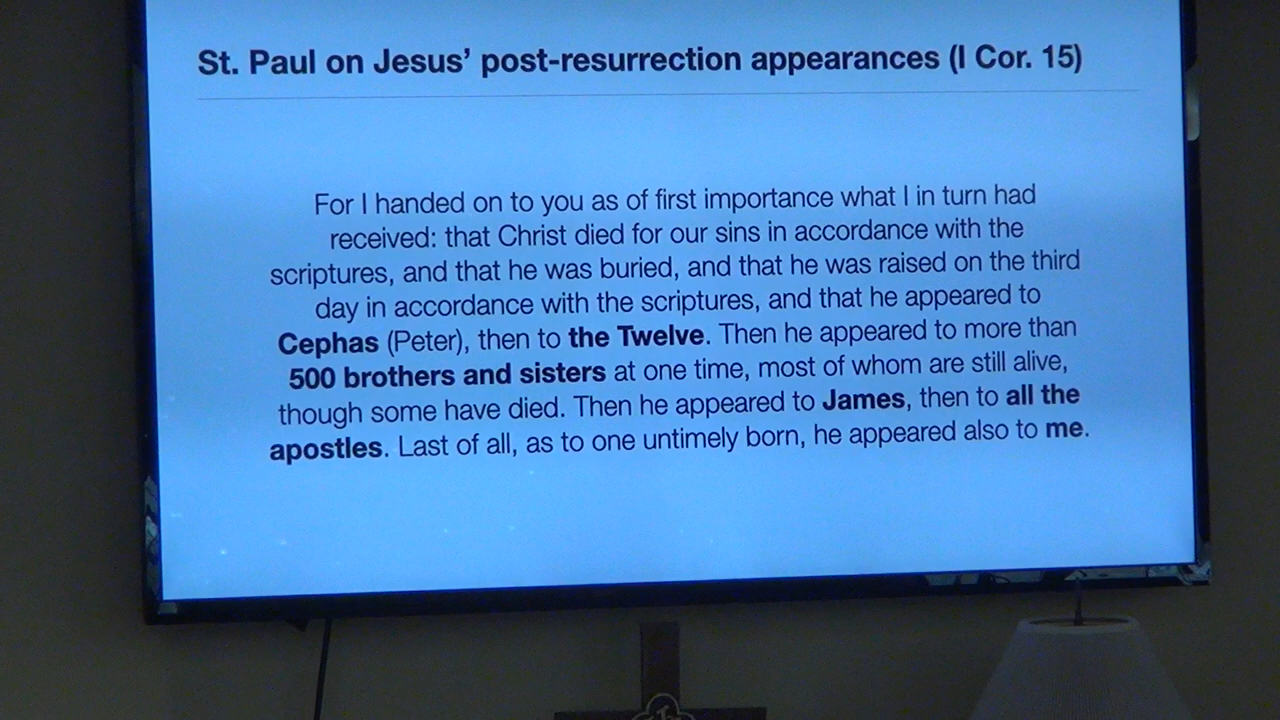 St. Paul on Jesus’ post-resurrection appearances (I Cor. 15)
For I handed on to you as of first importance what I in turn had
received: that Christ died for our sins in accordance with the
scriptures, and that he was buried, and that he was raised on the third
day in accordance with the scriptures, and that he appeared to
Cephas (Peter), then to the Twelve. Then he appeared to more than
500 brothers and sisters at one time, most of whom are still alive,
though some have died. Then he appeared to James, then to all the
apostles. Last of all, as to one untimely born, he appeared also to me.